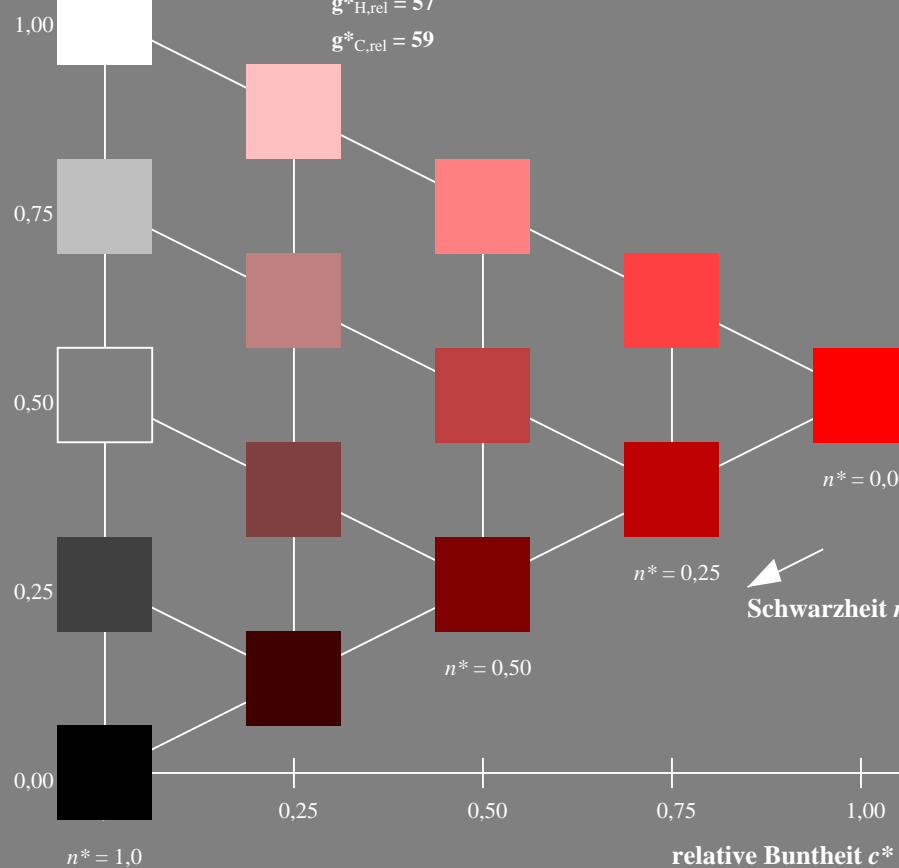 g*H,rel = 57
1,00
g*C,rel = 59
0,75
0,50
n* = 0,0
n* = 0,25
0,25
Schwarzheit n
n* = 0,50
0,00
0,25
0,50
0,75
1,00
n* = 1,0
relative Buntheit c*